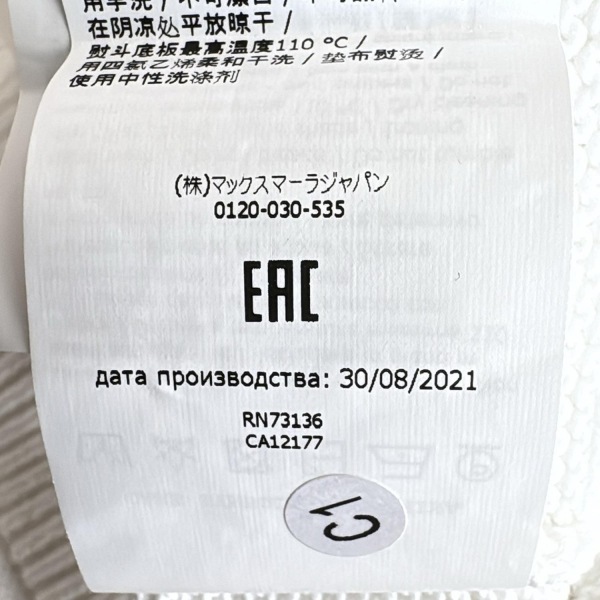 在阴凉处平放晾干 /
熨斗底板最高温度110 ºC /
用四氯乙烯柔和干洗 / 垫布熨烫 /
使用中性洗涤剂
(株)マックスマーラジャパン
0120-030-535
EAC
дата производства: 30/08/2021
RN73136
CA12177
C1